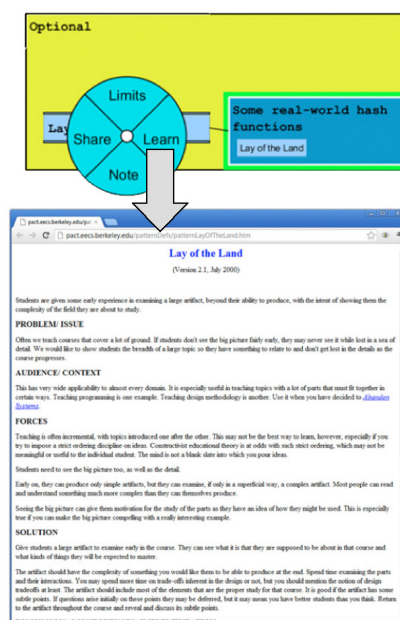 Optional
Limits
Some real-world hash
functions
Lay
Share
Learn
Lay of the Land
Note
pact.eecs.berkeley.edu/pat
pact.eecs.berkeley.edu/patternDefs/patternLayOfTheLand.htm
Lay of the Land
(Version 2.1, July 2000)
Students are given some early experience in examining a large artifact, beyond their ability to produce, with the intent of showing them the
complexity of the field they are about to study.
PROBLEM/ ISSUE
Often we teach courses that cover a lot of ground. If students don't see the big picture fairly early, they may never see it while lost in a sea of
detail. We would like to show students the breadth of a large topic so they have something to relate to and don't get lost in the details as the
course progresses.
AUDIENCE/ CONTEXT
This has very wide applicability to almost every domain. It is especially useful in teaching topics with a lot of parts that must fit together in
certain ways. Teaching programming is one example. Teaching design methodology is another. Use it when you have decided to Abandon
Systems.
FORCES
Teaching is often incremental, with topics introduced one after the other. This may not be the best way to learn, however, especially if you
try to impose a strict ordering discipline on ideas. Constructivist educational theory is at odds with such strict ordering, which may not be
meaningful or useful to the individual student. The mind is not a blank slate into which you pour ideas.
Students need to see the big picture too, as well as the detail.
Early on, they can produce only simple artifacts, but they can examine, if only in a superficial way, a complex artifact. Most people can read
and understand something much more complex than they can themselves produce.
Seeing the big picture can give them motivation for the study of the parts as they have an idea of how they might be used. This is especially
true if you can make the big picture compelling with a really interesting example.
SOLUTION
Give students a large artifact to examine early in the course. They can see what it is that they are supposed to be about in that course and
what kinds of things they will be expected to master.
The artifact should have the complexity of something you would like them to be able to produce at the end. Spend time examining the parts
and their interactions. You may spend more time on trade-offs inherent in the design or not, but you should mention the notion of design
tradeoffs at least. The artifact should include most of the elements that are the proper study for that course. It is good if the artifact has some
subtle points. If questions arise initially on these points they may be deferred, but it may mean you have better students than you think. Return
to the artifact throughout the course and reveal and discuss its subtle points.